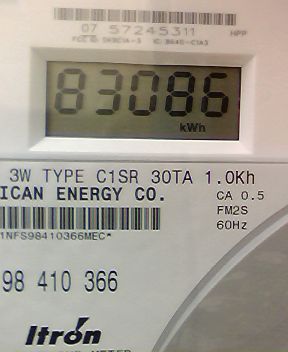 07 57245311 HPP
83086
kWh
3W TYPE C1SR 30TA 1.0Kh
ICAN ENERGY CO. CA 0.5
FM2S
60Hz
1NFS98410366MEC*
98 410 366
Itron